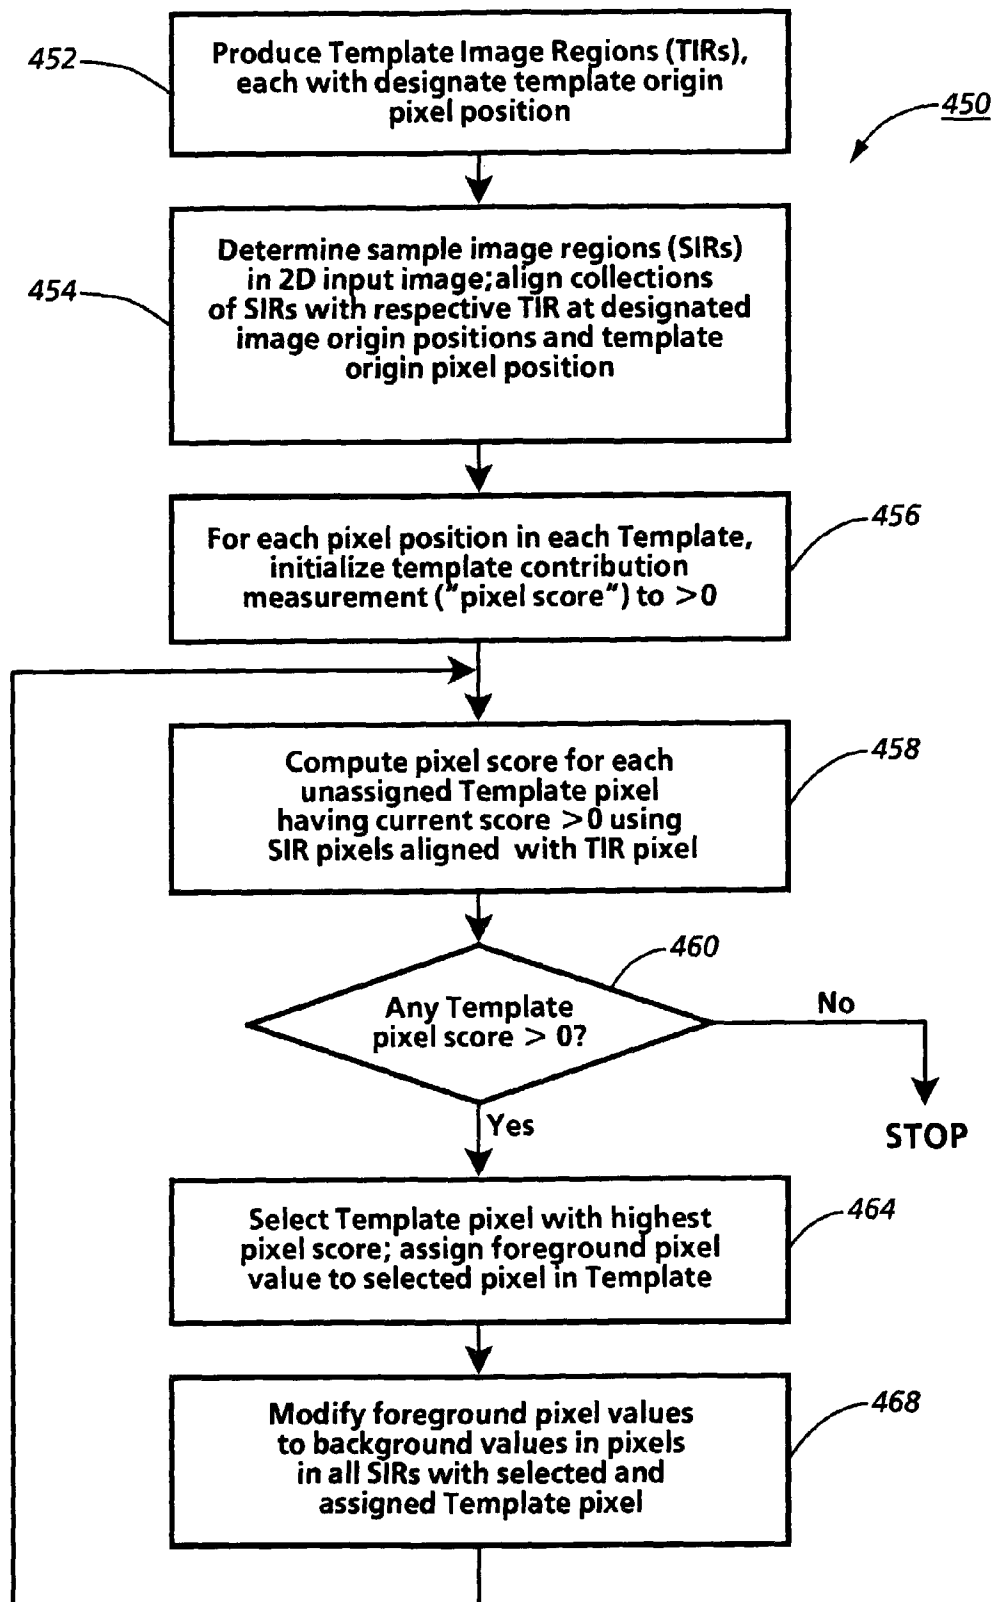 452
Produce Template Image Regions (TIRs),
each with designate template origin
pixel position
450
454
Determine sample image regions (SIRs)
in 2D input image;align collections
of SIRs with respective TIR at designated
image origin positions and template
origin pixel position
456
For each pixel position in each Template,
initialize template contribution
measurement ("pixel score") to >0
458
Compute pixel score for each
unassigned Template pixel
having current score >0 using
SIR pixels aligned with TIR pixel
460
Any Template
pixel score > 0?
No
STOP
Yes
464
Select Template pixel with highest
pixel score; assign foreground pixel
value to selected pixel in Template
468
Modify foreground pixel values
to background values in pixels
in all SIRs with selected and
assigned Template pixel